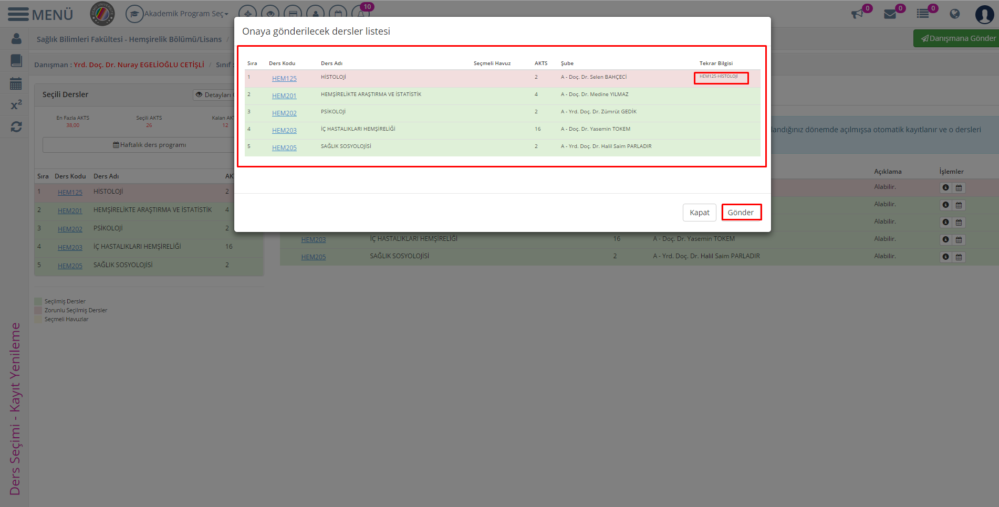 MENÜ
DEMO ÜNİVERSİTE
Akademik Program Seç
10
0
0
0
Sağlık Bilimleri Fakültesi - Hemşirelik Bölümü/Lisans /
Danışmana Gönder
Danışman : Yrd. Doç. Dr. Nuray EGELİOĞLU CETİŞLİ / Sınıf :
Seçili Dersler
Detayları
En Fazla AKTS Seçili AKTS Kalan AKT
38,00 26 12
Haftalık ders programı
Sıra Ders Kodu Ders Adı AK
1 HEM125 HİSTOLOJİ 2
2 HEM201 HEMŞİRELİKTE ARAŞTIRMA VE İSTATİSTİK 4
3 HEM202 PSİKOLOJİ 2
4 HEM203 İÇ HASTALIKLARI HEMŞİRELİĞİ 16
5 HEM205 SAĞLIK SOSYOLOJİSİ 2
Seçilmiş Dersler
Zorunlu Seçilmiş Dersler
Seçmeli Havuzlar
Ders Seçimi - Kayıt Yenileme
Onaya gönderilecek dersler listesi
Sıra Ders Kodu Ders Adı Seçmeli Havuz AKTS Şube Tekrar Bilgisi
1 HEM125 HİSTOLOJİ 2 A - Doç. Dr. Selen BAHÇECİ HEM125-HİSTOLOJİ
2 HEM201 HEMŞİRELİKTE ARAŞTIRMA VE İSTATİSTİK 4 A - Doç. Dr. Medine YILMAZ
3 HEM202 PSİKOLOJİ 2 A - Yrd. Doç. Dr. Zümrüt GEDİK
4 HEM203 İÇ HASTALIKLARI HEMŞİRELİĞİ 16 A - Doç. Dr. Yasemin TOKEM
5 HEM205 SAĞLIK SOSYOLOJİSİ 2 A - Yrd. Doç. Dr. Halil Saim PARLADIR
Kapat Gönder
landığınız dönemde açılmışsa otomatik kayıtlanır ve o dersleri
Açıklama İşlemler
Alabilir.
Alabilir.
Alabilir.
HEM203 İÇ HASTALIKLARI HEMŞİRELİĞİ 16 A - Doç. Dr. Yasemin TOKEM Alabilir.
HEM205 SAĞLIK SOSYOLOJİSİ 2 A - Yrd. Doç. Dr. Halil Saim PARLADIR Alabilir.